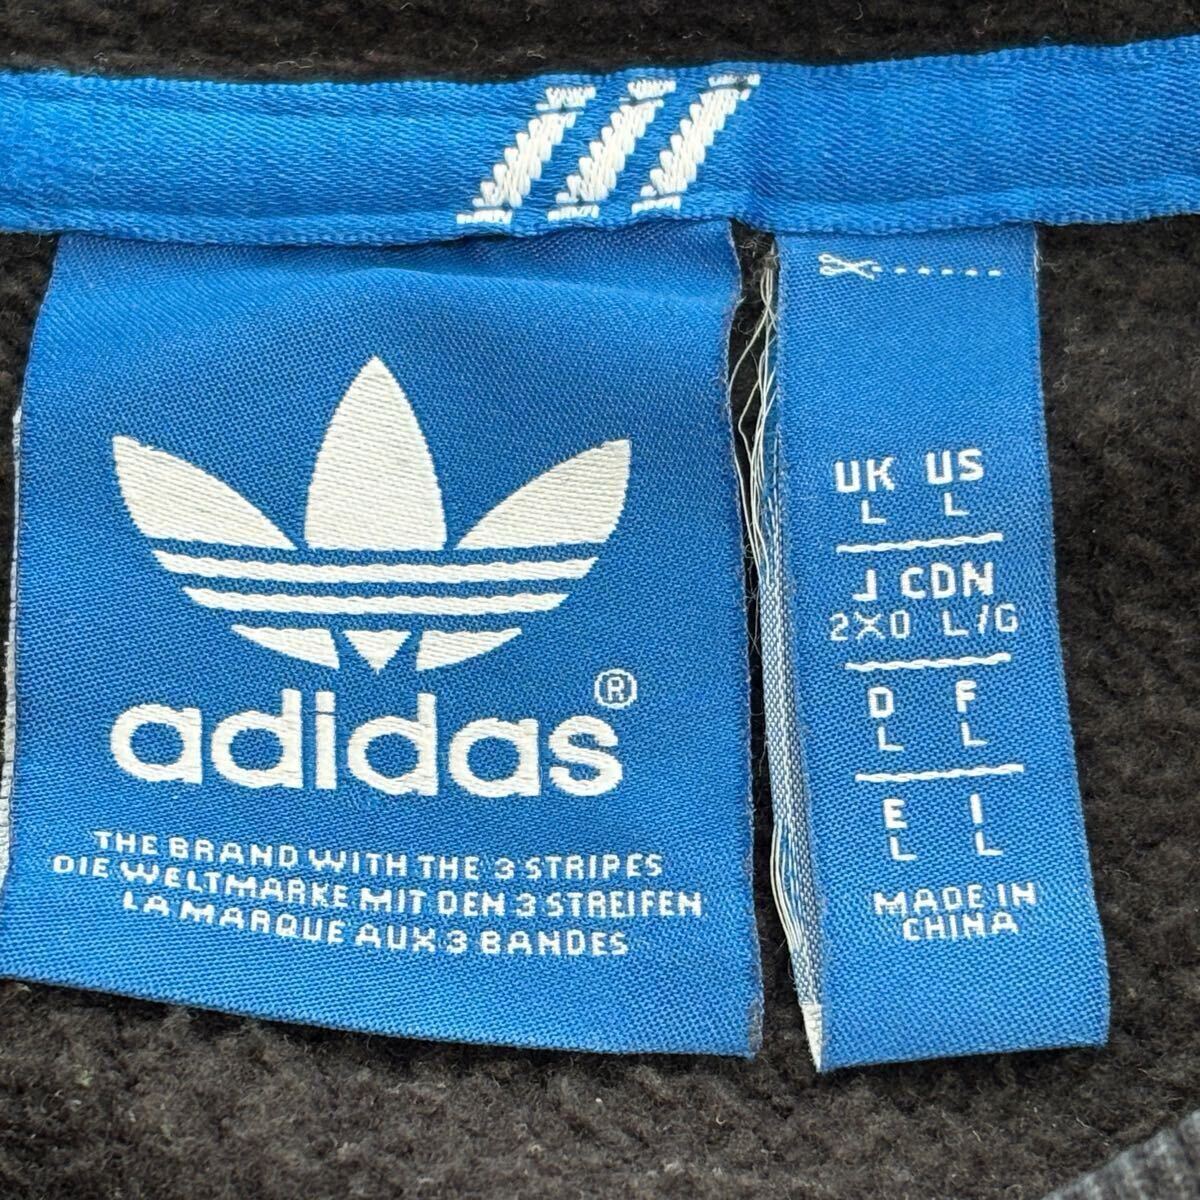 adidas®
THE BRAND WITH THE 3 STRIPES
DIE WELTMARKE MIT DEN 3 STREIFEN
LA MARQUE AUX 3 BANDES
UK US
L L
J CDN
2XO L/G
D F
L L
E I
L L
MADE IN
CHINA